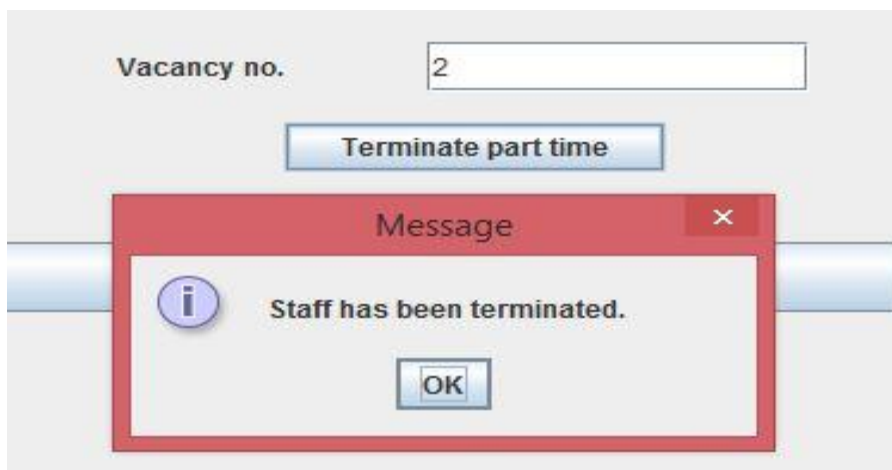 Vacancy no. 2
Terminate part time
Message
Staff has been terminated.
OK